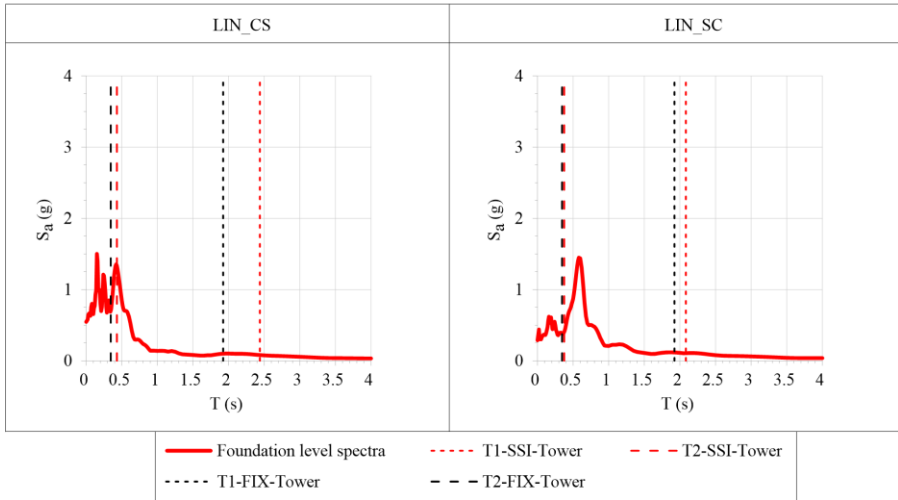 LIN_CS
LIN_SC
4
3
2
1
0
Sa (g)
0 0.5 1 1.5 2 2.5 3 3.5 4
T (s)
4
3
2
1
0
Sa (g)
0 0.5 1 1.5 2 2.5 3 3.5 4
T (s)
Foundation level spectra T1-SSI-Tower T2-SSI-Tower
T1-FIX-Tower T2-FIX-Tower